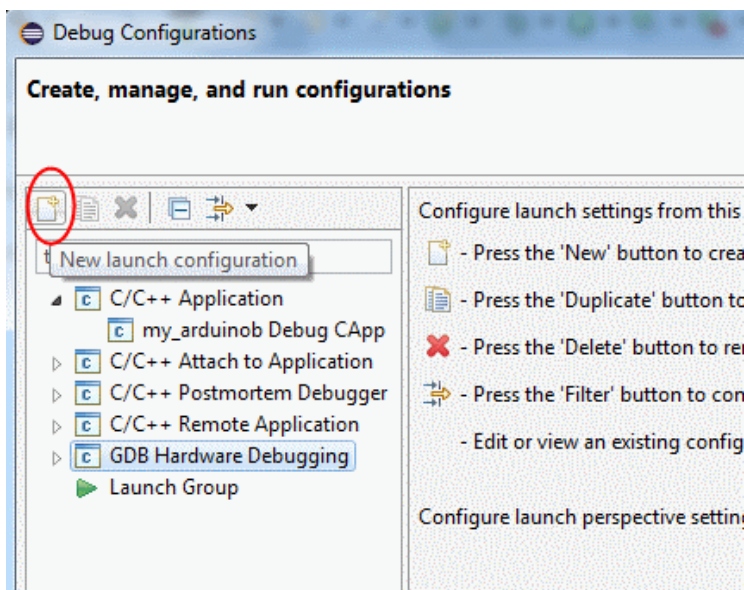 Debug Configurations
Create, manage, and run configurations
New launch configuration
C/C++ Application
my_arduinob Debug CApp
C/C++ Attach to Application
C/C++ Postmortem Debugger
C/C++ Remote Application
GDB Hardware Debugging
Launch Group
Configure launch settings from this
- Press the 'New' button to crea
- Press the 'Duplicate' button to
- Press the 'Delete' button to re
- Press the 'Filter' button to con
- Edit or view an existing config
Configure launch perspective setting